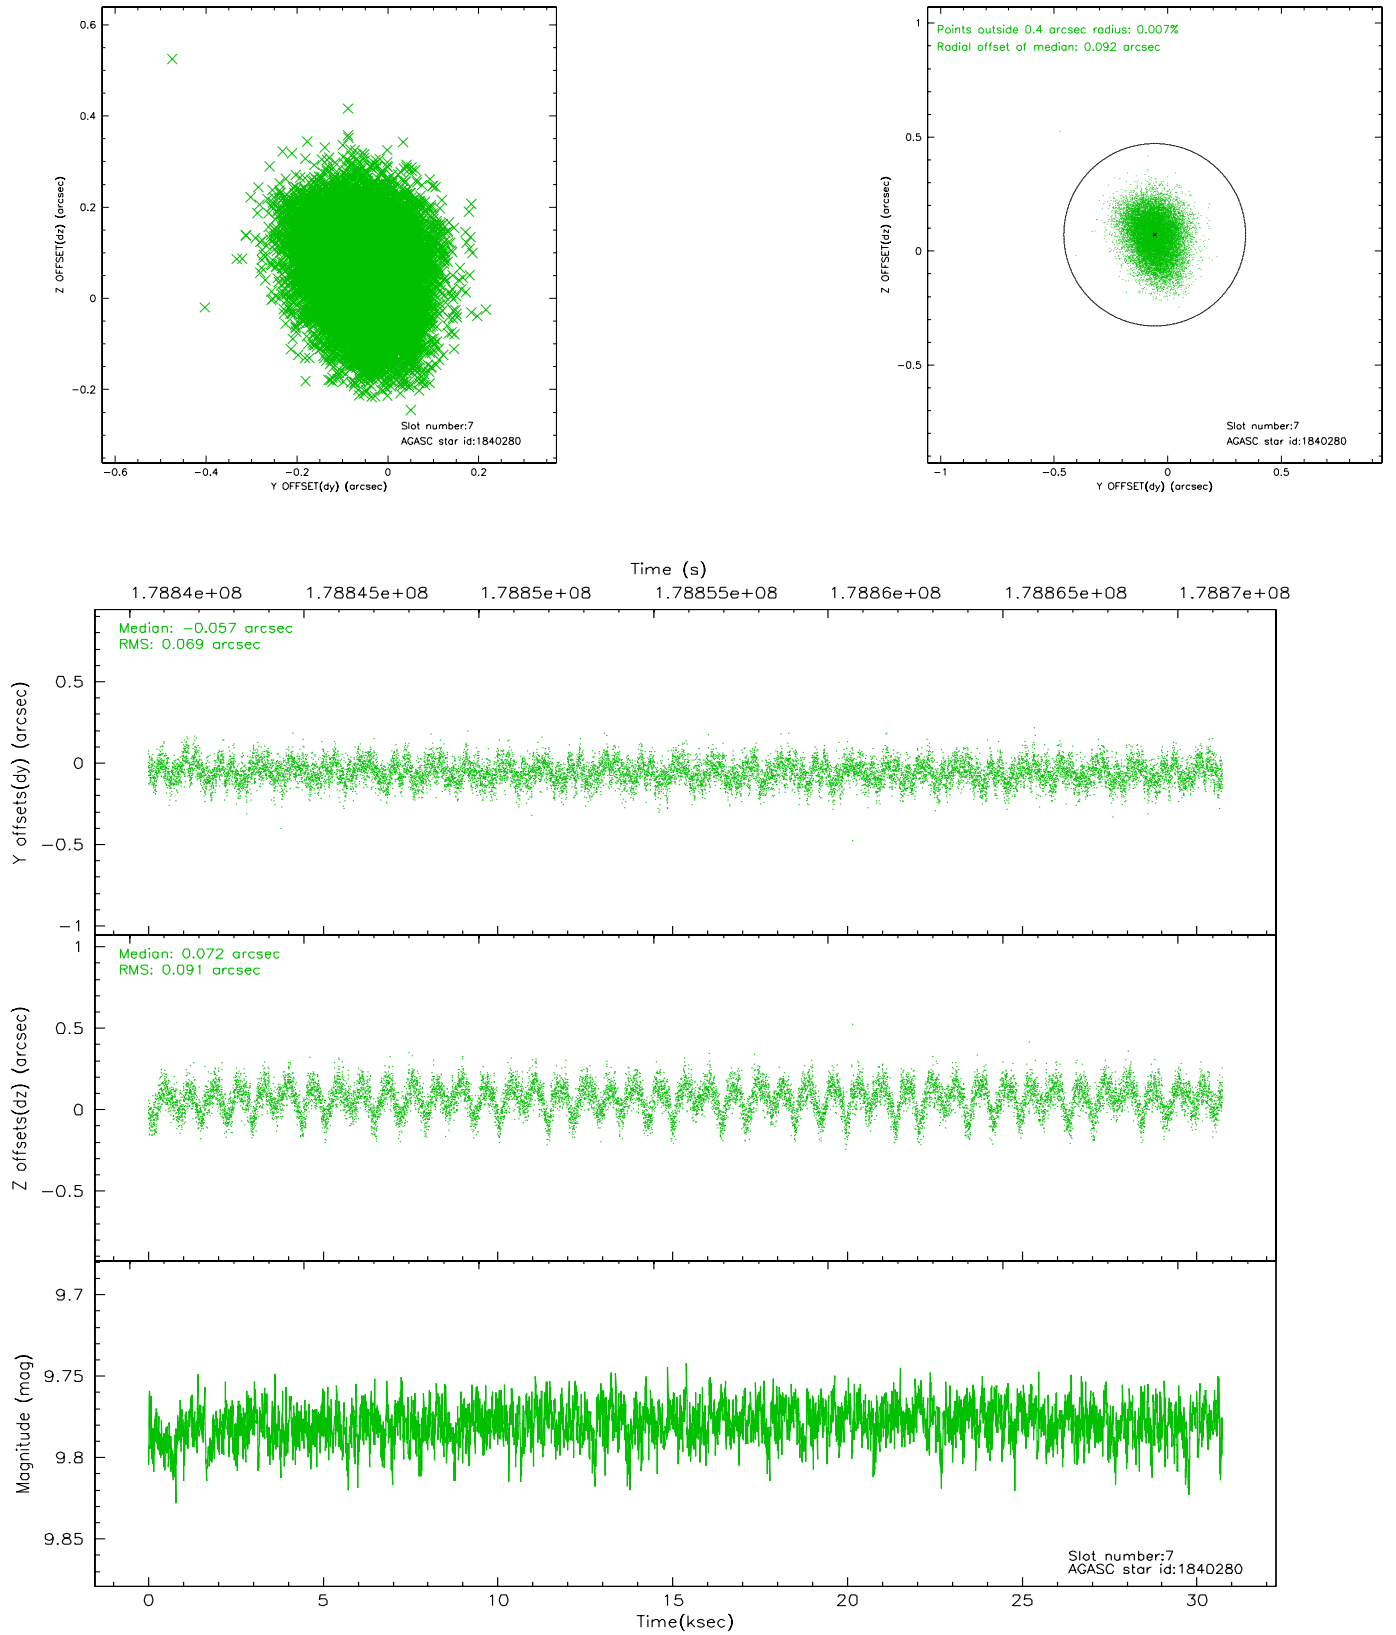 0.6
0.4
0.2
0
−0.2
Z OFFSET(dz) (arcsec)
Slot number:7
AGASC star id:1840280
−0.6
−0.4
−0.2
0
0.2
Y OFFSET(dy) (arcsec)
Points outside 0.4 arcsec radius: 0.007%
Radial offset of median: 0.092 arcsec
1
0.5
0
−0.5
Z OFFSET(dz) (arcsec)
Slot number:7
AGASC star id:1840280
−1
−0.5
0
0.5
Y OFFSET(dy) (arcsec)
Time (s)
1.7884e+08
1.78845e+08
1.7885e+08
1.78855e+08
1.7886e+08
1.78865e+08
1.7887e+08
Median: −0.057 arcsec
RMS: 0.069 arcsec
0.5
0
−0.5
−1
Y offsets(dy) (arcsec)
Median: 0.072 arcsec
RMS: 0.091 arcsec
1
0.5
0
−0.5
Z offsets(dz) (arcsec)
9.7
9.75
9.8
9.85
Magnitude (mag)
Slot number:7
AGASC star id:1840280
0
5
10
15
20
25
30
Time(ksec)